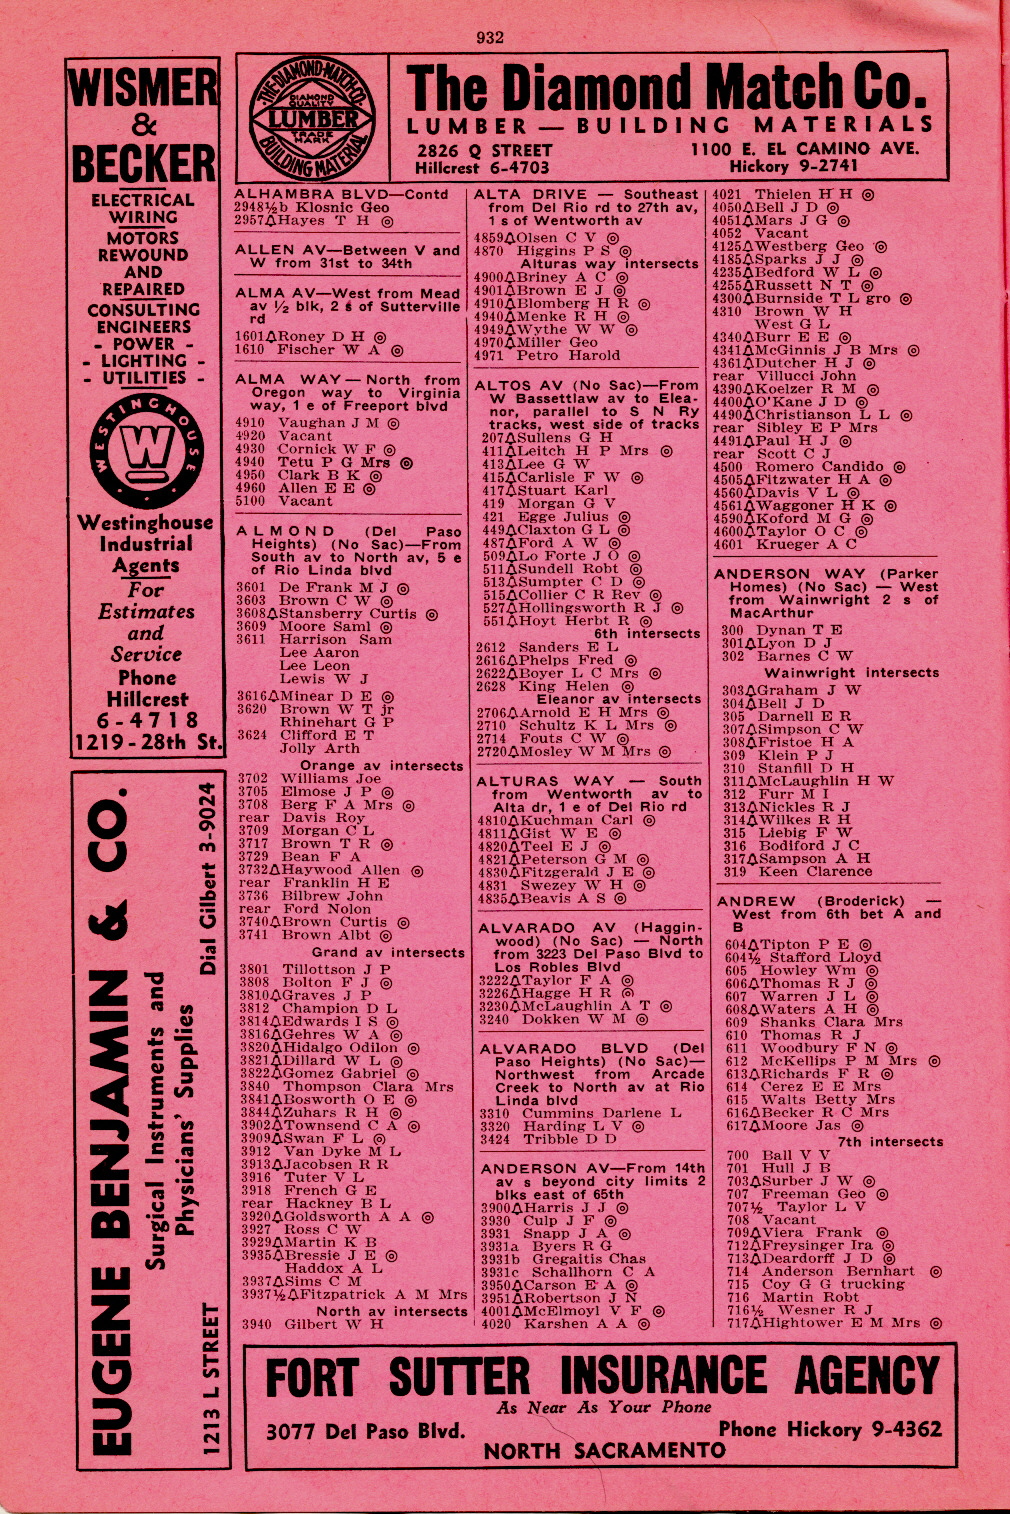 932
WISMER
&
BECKER
ELECTRICAL
WIRING
MOTORS
REWOUND
AND
REPAIRED
CONSULTING
ENGINEERS
- POWER -
- LIGHTING -
- UTILITIES -
WESTINGHOUSE
W
Westinghouse
Industrial
Agents
For
Estimates
and
Service
Phone
Hillcrest
6-4718
1219-28th St.
EUGENE BENJAMIN & CO.
Surgical Instruments and
Physicians' Supplies
1213 L STREET Dial Gilbert 3-9024
THE DIAMOND MATCH CO.
DIAMOND
QUALITY
LUMBER
TRADE
MARK
BUILDING MATERIAL
The Diamond Match Co.
LUMBER — BUILDING MATERIALS
2826 Q STREET 1100 E. EL CAMINO AVE.
Hillcrest 6-4703 Hickory 9-2741
ALHAMBRA BLVD—Contd
2948½b Klosnic Geo
2957△Hayes T H ◎
ALLEN AV—Between V and
W from 31st to 34th
ALMA AV—West from Mead
av ½ blk, 2 s of Sutterville
rd
1601△Roney D H ◎
1610 Fischer W A ◎
ALMA WAY—North from
Oregon way to Virginia
way, 1 e of Freeport blvd
4910 Vaughan J M ◎
4920 Vacant
4930 Cornick W F ◎
4940 Tetu P G Mrs ◎
4950 Clark B K ◎
4960 Allen E E ◎
5100 Vacant
ALMOND (Del Paso
Heights) (No Sac)—From
South av to North av, 5 e
of Rio Linda blvd
3601 De Frank M J ◎
3603 Brown C W ◎
3608△Stansberry Curtis ◎
3609 Moore Saml ◎
3611 Harrison Sam
Lee Aaron
Lee Leon
Lewis W J
3616△Minear D E ◎
3620 Brown W T jr
Rhinehart G P
3624 Clifford E T
Jolly Arth
Orange av intersects
3702 Williams Joe
3705 Elmose J P ◎
3708 Berg F A Mrs ◎
rear Davis Roy
3709 Morgan C L
3717 Brown T R ◎
3729 Bean F A
3732△Haywood Allen ◎
rear Franklin H E
3736 Bilbrew John
rear Ford Nolon
3740△Brown Curtis ◎
3741 Brown Albt ◎
Grand av intersects
3801 Tillottson J P
3808 Bolton F J ◎
3810△Graves J P
3812 Champion D L
3814△Edwards I S ◎
3816△Gehres W A ◎
3820△Hidalgo Odilon ◎
3821△Dillard W L ◎
3822△Gomez Gabriel ◎
3840 Thompson Clara Mrs
3841△Bosworth O E ◎
3844△Zuhars R H ◎
3902△Townsend C A ◎
3909△Swan F L ◎
3912 Van Dyke M L
3913△Jacobsen R R
3916 Tuter V L
3918 French G E
rear Hackney B L
3920△Goldsworth A A ◎
3927 Ross C W
3929△Martin K B
3935△Bressie J E ◎
Haddox A L
3937△Sims C M
3937½△Fitzpatrick A M Mrs
North av intersects
3940 Gilbert W H
ALTA DRIVE — Southeast
from Del Rio rd to 27th av,
1 s of Wentworth av
4859△Olsen C V ◎
4870 Higgins P S ◎
Alturas way intersects
4900△Briney A C ◎
4901△Brown E J ◎
4910△Blomberg H R ◎
4940△Menke R H ◎
4949△Wythe W W ◎
4970△Miller Geo
4971 Petro Harold
ALTOS AV (No Sac)—From
W Bassettlaw av to Elea-
nor, parallel to S N Ry
tracks, west side of tracks
207△Sullens G H
411△Leitch H P Mrs ◎
413△Lee G W
415△Carlisle F W ◎
417△Stuart Karl
419 Morgan G V
421 Egge Julius ◎
449△Claxton G L ◎
487△Ford A W ◎
509△Lo Forte J O ◎
511△Sundell Robt ◎
513△Sumpter C D ◎
515△Collier C R Rev ◎
527△Hollingsworth R J ◎
551△Hoyt Herbt R ◎
6th intersects
2612 Sanders E L
2616△Phelps Fred ◎
2622△Boyer L C Mrs ◎
2628 King Helen ◎
Eleanor av intersects
2706△Arnold E H Mrs ◎
2710 Schultz K L Mrs ◎
2714 Fouts C W ◎
2720△Mosley W M Mrs ◎
ALTURAS WAY — South
from Wentworth av to
Alta dr, 1 e of Del Rio rd
4810△Kuchman Carl ◎
4811△Gist W E ◎
4820△Teel E J ◎
4821△Peterson G M ◎
4830△Fitzgerald J E ◎
4831 Swezey W H ◎
4835△Beavis A S ◎
ALVARADO AV (Haggin-
wood) (No Sac) — North
from 3223 Del Paso Blvd to
Los Robles Blvd
3222△Taylor F A ◎
3226△Hagge H R ◎
3230△McLaughlin A T ◎
3240 Dokken W M ◎
ALVARADO BLVD (Del
Paso Heights) (No Sac)—
Northwest from Arcade
Creek to North av at Rio
Linda blvd
3310 Cummins Darlene L
3320 Harding L V ◎
3424 Tribble D D
ANDERSON AV—From 14th
av s beyond city limits 2
blks east of 65th
3900△Harris J J ◎
3930 Culp J F ◎
3931 Snapp J A ◎
3931a Byers R G
3931b Gregaitis Chas
3931c Schallhorn C A
3950△Carson E A ◎
3951△Robertson J N
4001△McElmoyl V F ◎
4020 Karshen A A ◎
4021 Thielen H H ◎
4050△Bell J D ◎
4051△Mars J G ◎
4052 Vacant
4125△Westberg Geo ◎
4185△Sparks J J ◎
4235△Bedford W L ◎
4255△Russett N T ◎
4300△Burnside T L gro ◎
4310 Brown W H
West G L
4340△Burr E E ◎
4341△McGinnis J B Mrs ◎
4361△Dutcher H J ◎
rear Villucci John
4390△Koelzer R M ◎
4400△O'Kane J D ◎
4490△Christianson L L ◎
rear Sibley E P Mrs
4491△Paul H J ◎
rear Scott C J
4500 Romero Candido ◎
4505△Fitzwater H A ◎
4560△Davis V L ◎
4561△Waggoner H K ◎
4590△Koford M G ◎
4600△Taylor O C ◎
4601 Krueger A C
ANDERSON WAY (Parker
Homes) (No Sac) — West
from Wainwright 2 s of
MacArthur
300 Dynan T E
301△Lyon D J
302 Barnes C W
Wainwright intersects
303△Graham J W
304△Bell J D
305 Darnell E R
307△Simpson C W
308△Fristoe H A
309 Klein P J
310 Stanfill D H
311△McLaughlin H W
312 Furr M I
313△Nickles R J
314△Wilkes R H
315 Liebig F W
316 Bodiford J C
317△Sampson A H
319 Keen Clarence
ANDREW (Broderick) —
West from 6th bet A and
B
604△Tipton P E ◎
604½ Stafford Lloyd
605 Howley Wm ◎
606△Thomas R J ◎
607 Warren J L ◎
608△Waters A H ◎
609 Shanks Clara Mrs
610 Thomas R J
611 Woodbury F N ◎
612 McKellips P M Mrs ◎
613△Richards F R ◎
614 Cerez E E Mrs
615 Walts Betty Mrs
616△Becker R C Mrs
617△Moore Jas ◎
7th intersects
700 Ball V V
701 Hull J B
703△Surber J W ◎
707 Freeman Geo ◎
707½ Taylor L V
708 Vacant
709△Viera Frank ◎
712△Freysinger Ira ◎
713△Deardorff J D ◎
714 Anderson Bernhart ◎
715 Coy G G trucking
716 Martin Robt
716½ Wesner R J
717△Hightower E M Mrs ◎
FORT SUTTER INSURANCE AGENCY
As Near As Your Phone
3077 Del Paso Blvd. Phone Hickory 9-4362
NORTH SACRAMENTO